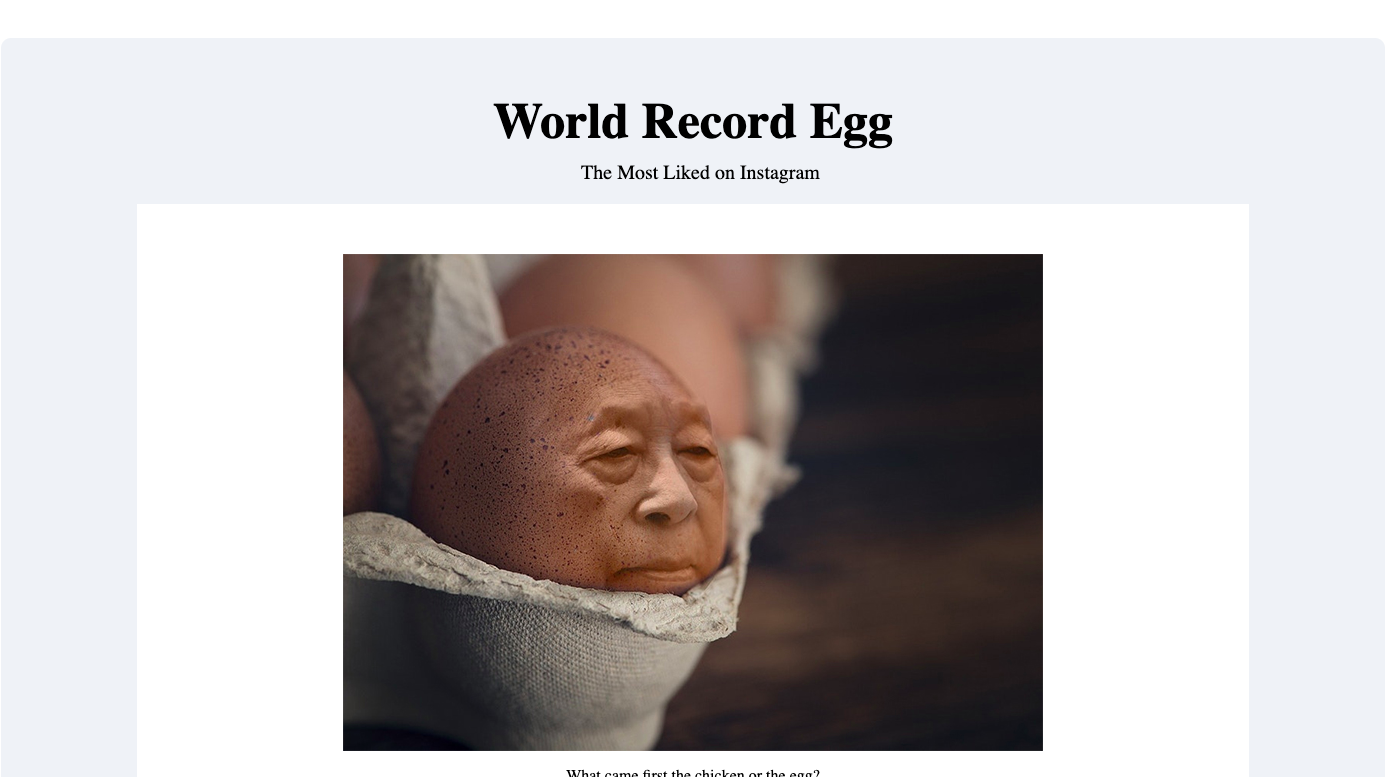 World Record Egg
The Most Liked on Instagram
What came first the chicken or the egg?